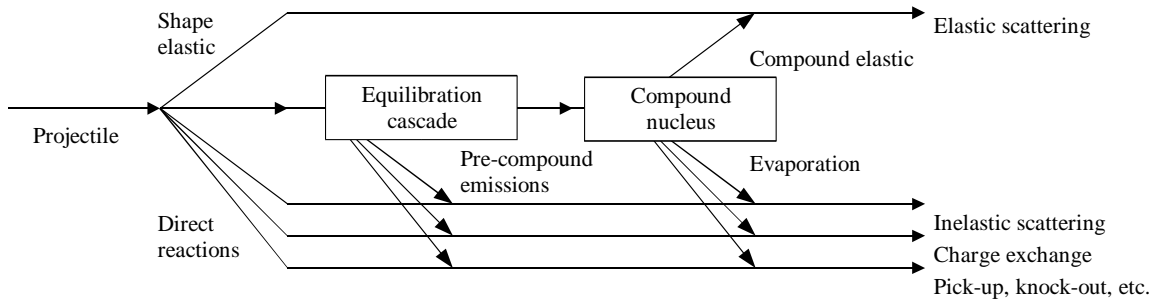 Shape
elastic
Elastic scattering
Compound elastic
Equilibration
cascade
Compound
nucleus
Projectile
Pre-compound
emissions
Evaporation
Direct
reactions
Inelastic scattering
Charge exchange
Pick-up, knock-out, etc.